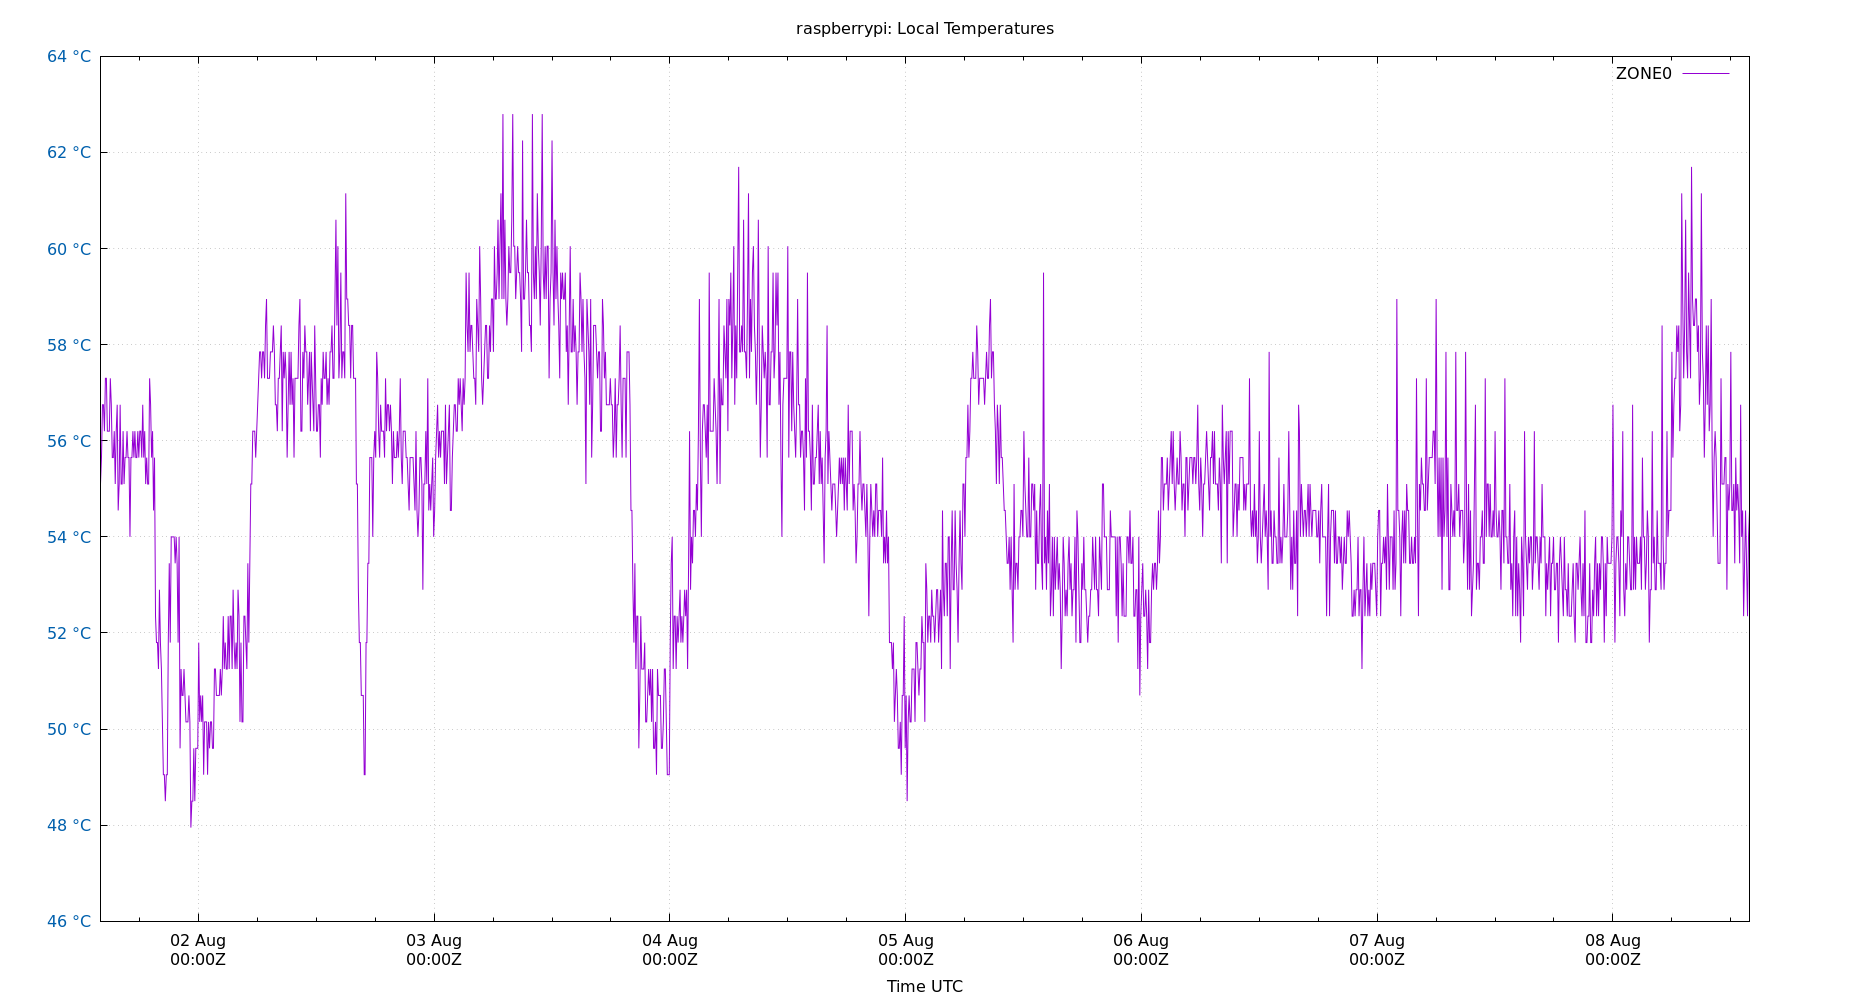 raspberrypi: Local Temperatures
64 °C
ZONE0
62 °C
60 °C
58 °C
56 °C
54 °C
52 °C
50 °C
48 °C
46 °C
02 Aug 03 Aug 04 Aug 05 Aug 06 Aug 07 Aug 08 Aug
00:00Z 00:00Z 00:00Z 00:00Z 00:00Z 00:00Z 00:00Z
Time UTC